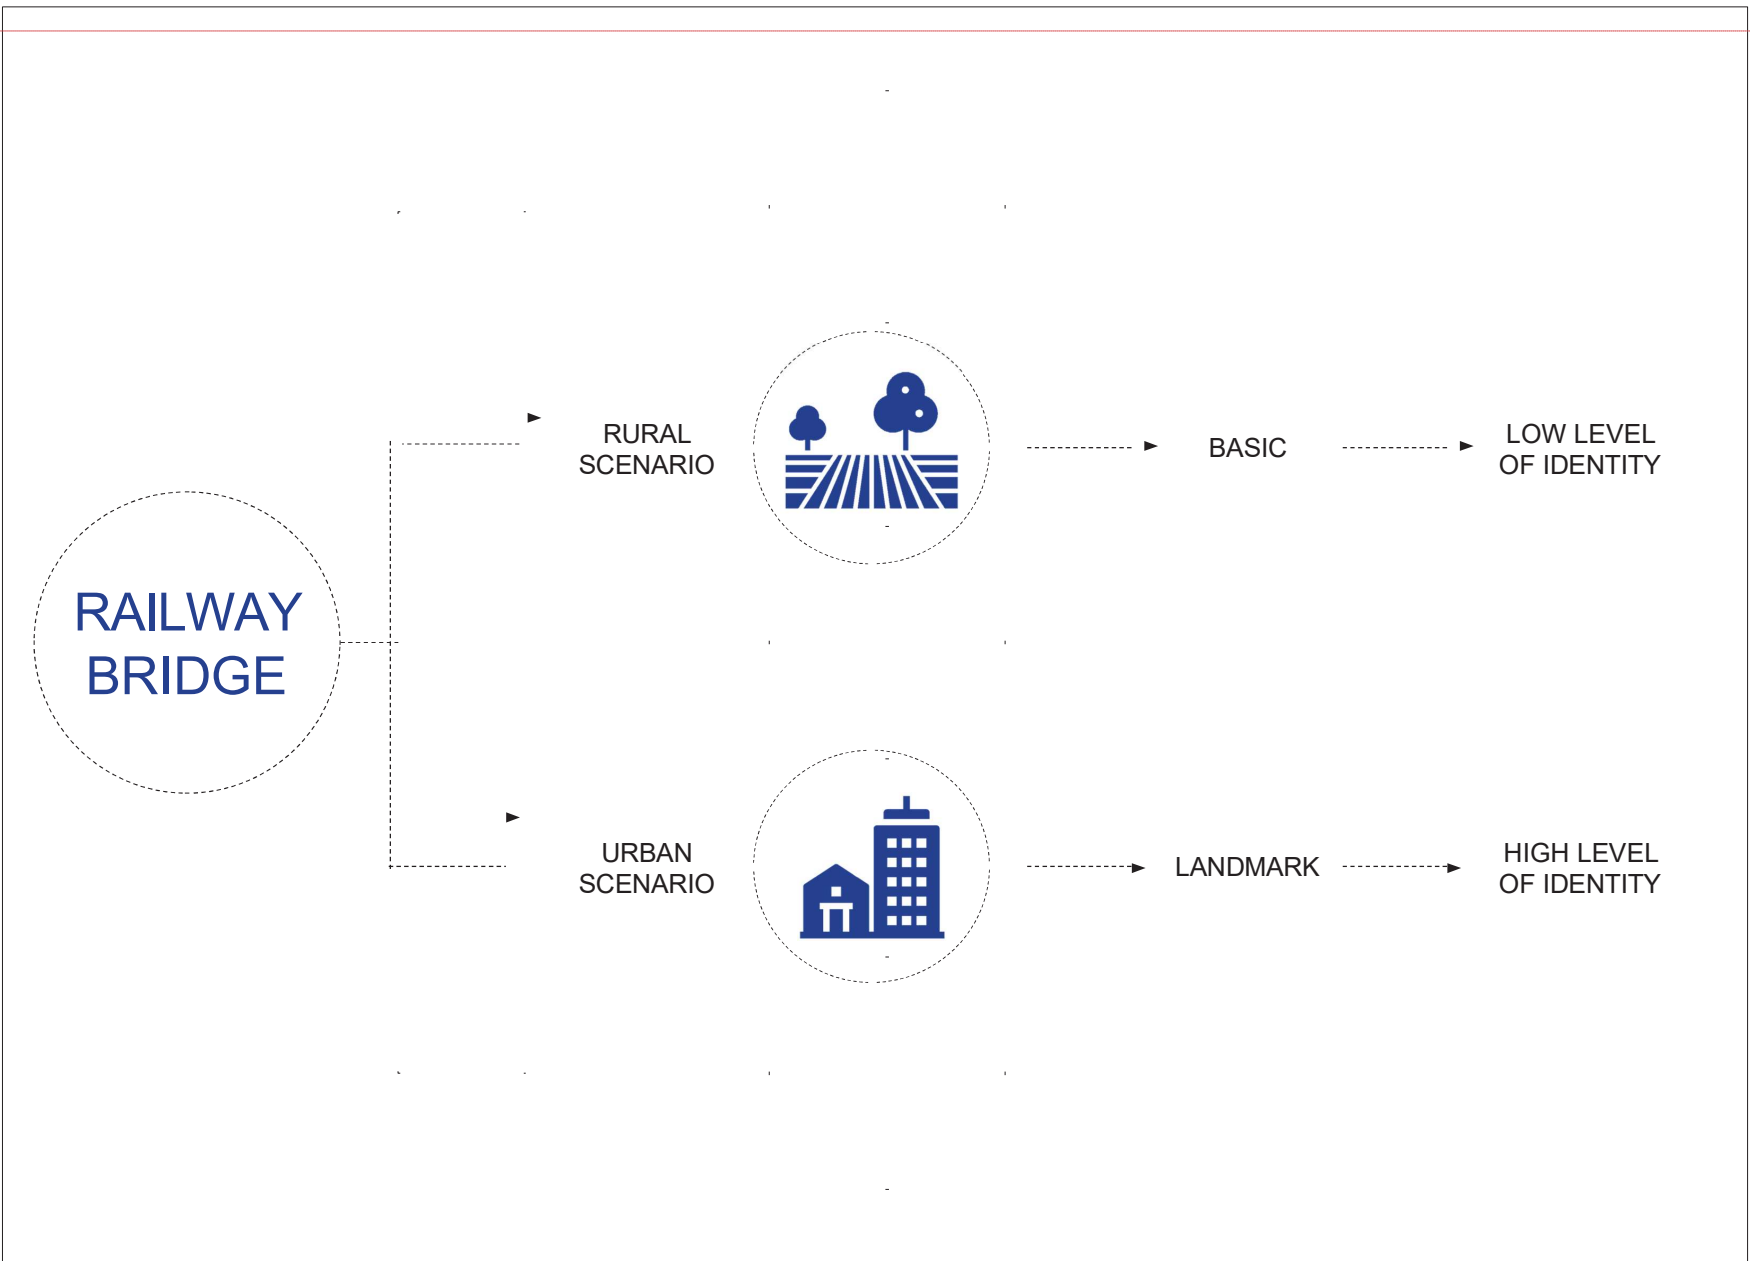 RAILWAY
BRIDGE
RURAL
SCENARIO
BASIC
LOW LEVEL
OF IDENTITY
URBAN
SCENARIO
LANDMARK
HIGH LEVEL
OF IDENTITY